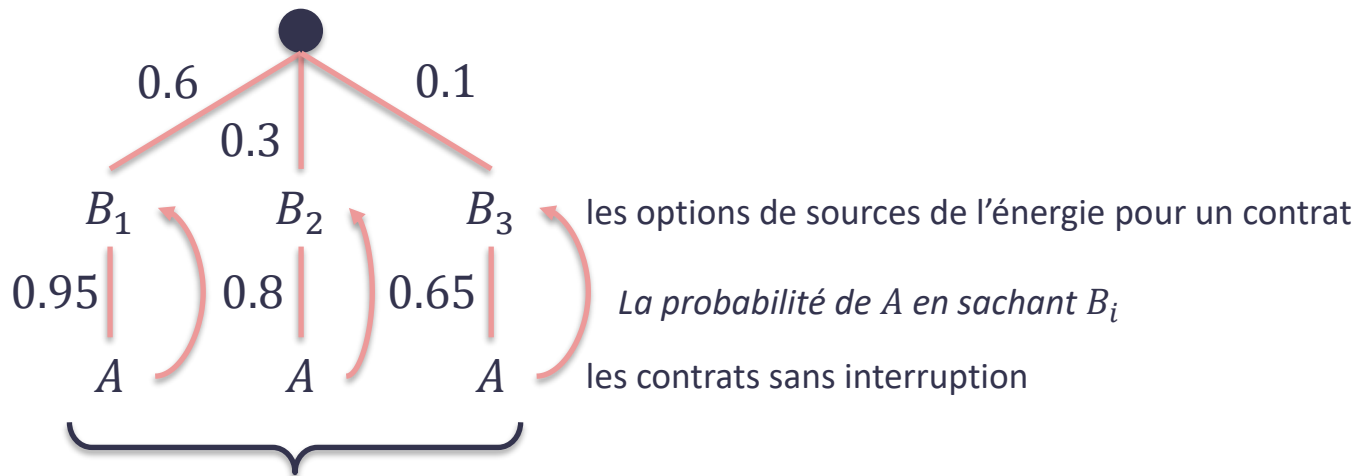 0.6
0.1
0.3
B₁ B₂ B₃ les options de sources de l’énergie pour un contrat
0.95 0.8 0.65 La probabilité de A en sachant Bᵢ
A A A les contrats sans interruption